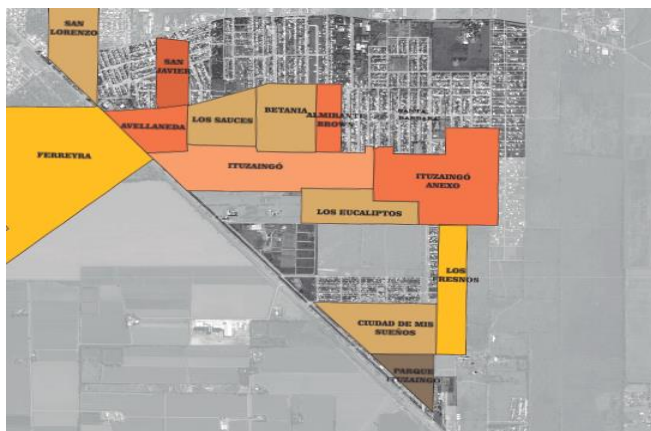 SAN
LORENZO
SAN
JAVIER
AVELLANEDA
LOS SAUCES
BETANIA
ALMIRANTE
BROWN
SANTA
BARBARA
FERREYRA
ITUZAINGÓ
ITUZAINGÓ
ANEXO
LOS EUCALIPTOS
LOS
FRESNOS
CIUDAD DE MIS
SUEÑOS
PARQUE
ITUZAINGÓ